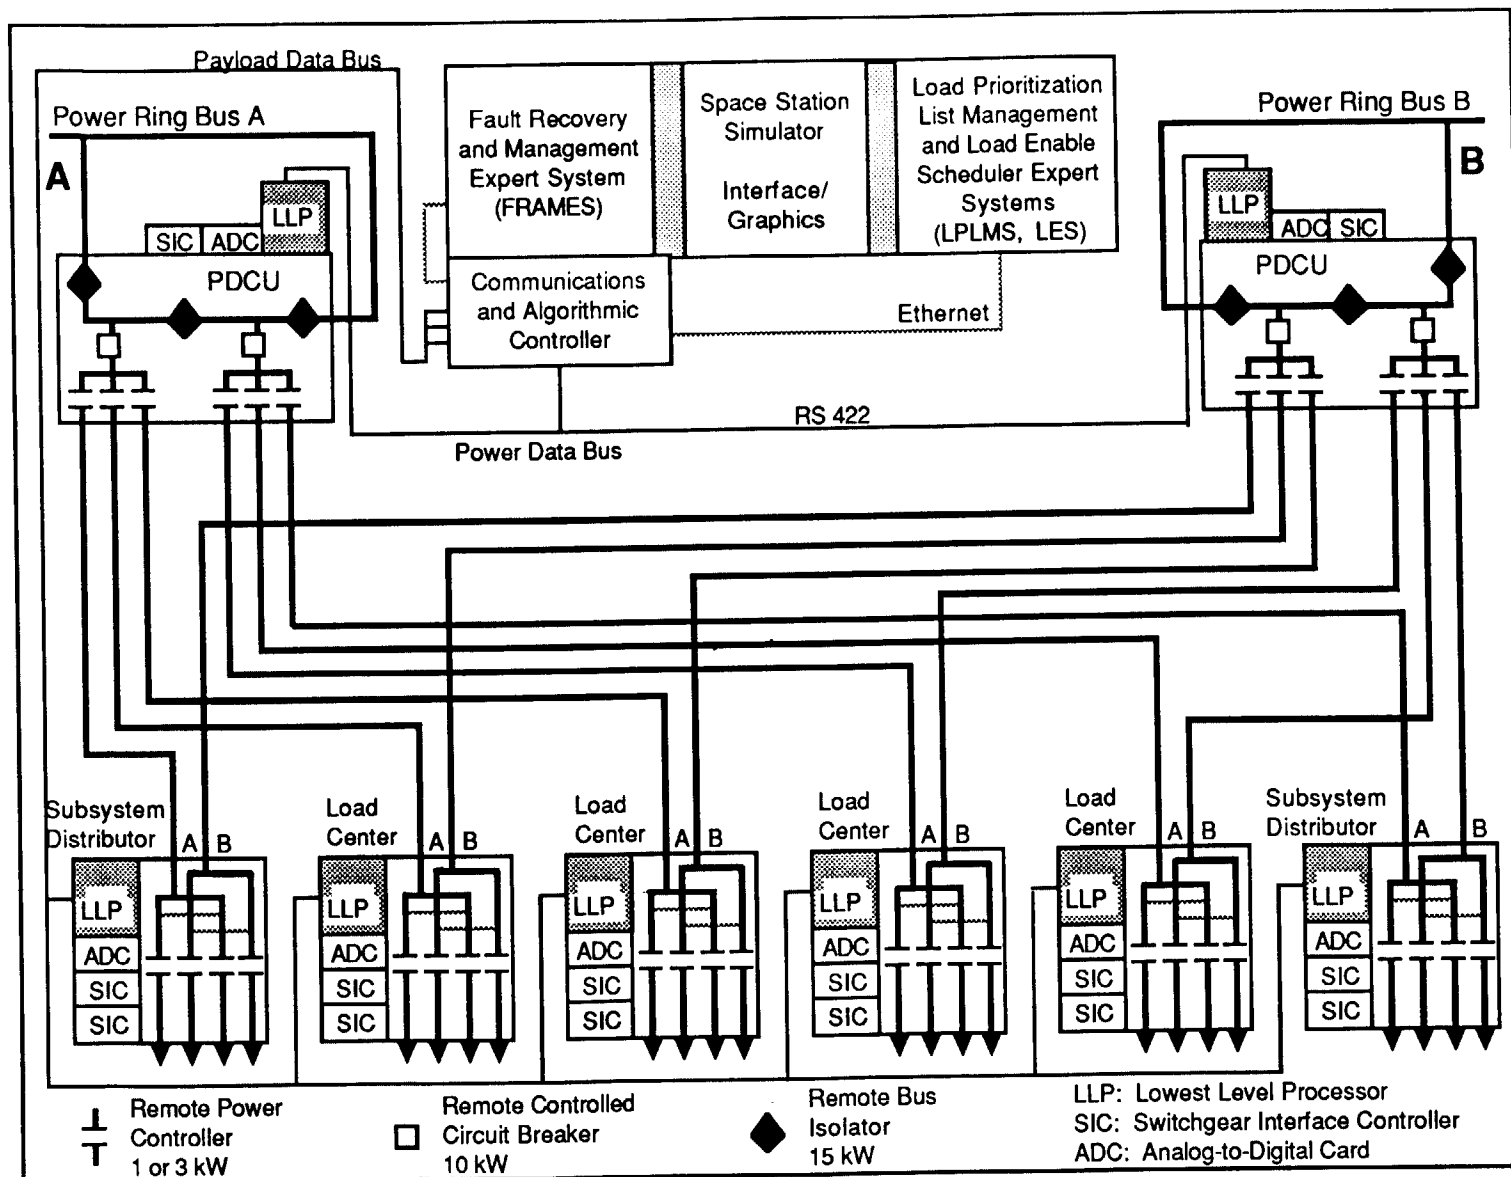 Payload Data Bus
Power Ring Bus A
A
LLP
SIC
ADC
PDCU
Fault Recovery
and Management
Expert System
(FRAMES)
Space Station
Simulator
Interface/
Graphics
Load Prioritization
List Management
and Load Enable
Scheduler Expert
Systems
(LPLMS, LES)
Communications
and Algorithmic
Controller
Ethernet
RS 422
Power Data Bus
Power Ring Bus B
B
LLP
ADC
SIC
PDCU
Subsystem
Distributor
A B
LLP
ADC
SIC
SIC
Load
Center
A B
LLP
ADC
SIC
SIC
Load
Center
A B
LLP
ADC
SIC
SIC
Load
Center
A B
LLP
ADC
SIC
SIC
Load
Center
A B
LLP
ADC
SIC
SIC
Subsystem
Distributor
A B
LLP
ADC
SIC
SIC
Remote Power
Controller
1 or 3 kW
Remote Controlled
Circuit Breaker
10 kW
Remote Bus
Isolator
15 kW
LLP: Lowest Level Processor
SIC: Switchgear Interface Controller
ADC: Analog-to-Digital Card